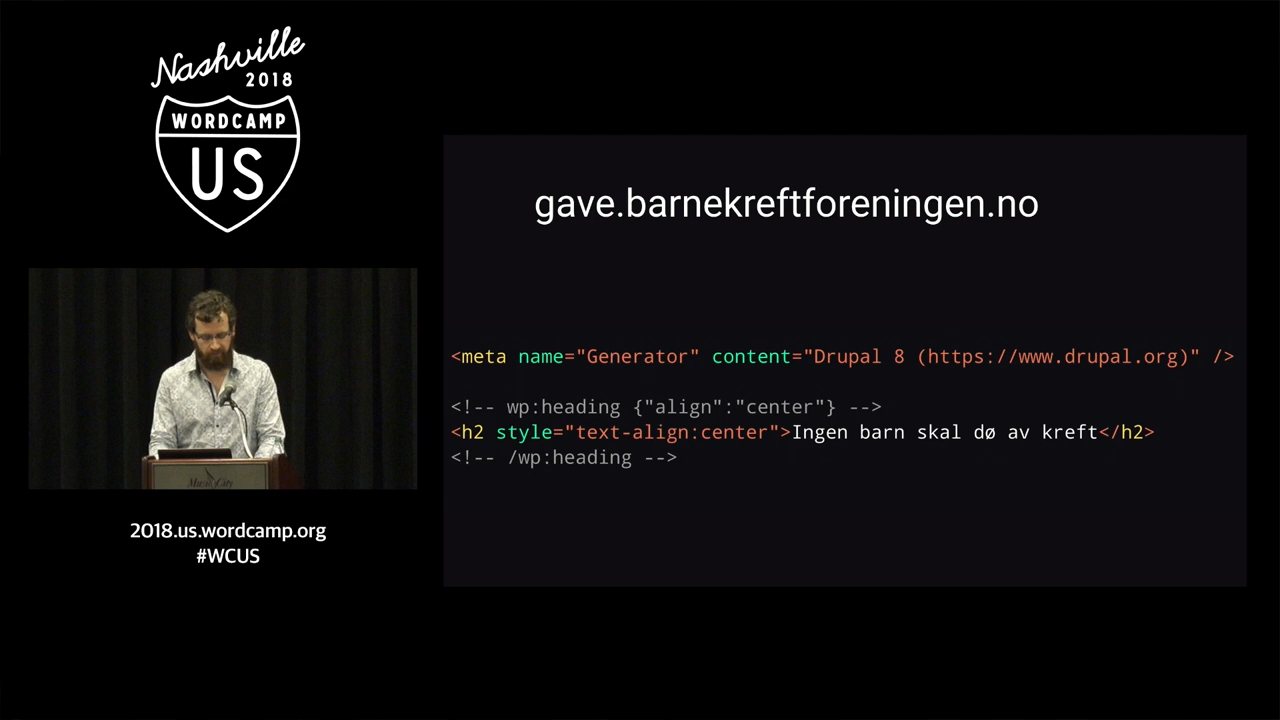 Nashville
2018
WORDCAMP
US
gave.barnekreftforeningen.no
<meta name="Generator" content="Drupal 8 (https://www.drupal.org)" />
<!-- wp:heading {"align":"center"} -->
<h2 style="text-align:center">Ingen barn skal dø av kreft</h2>
<!-- /wp:heading -->
Music City
2018.us.wordcamp.org
#WCUS